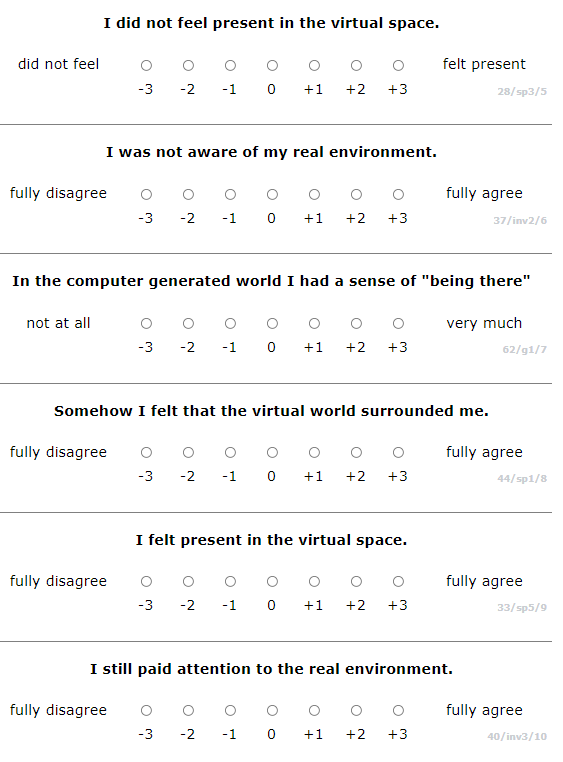 I did not feel present in the virtual space.
did not feel felt present
-3 -2 -1 0 +1 +2 +3 28/sp3/5
I was not aware of my real environment.
fully disagree fully agree
-3 -2 -1 0 +1 +2 +3 37/inv2/6
In the computer generated world I had a sense of "being there"
not at all very much
-3 -2 -1 0 +1 +2 +3 62/g1/7
Somehow I felt that the virtual world surrounded me.
fully disagree fully agree
-3 -2 -1 0 +1 +2 +3 44/sp1/8
I felt present in the virtual space.
fully disagree fully agree
-3 -2 -1 0 +1 +2 +3 33/sp5/9
I still paid attention to the real environment.
fully disagree fully agree
-3 -2 -1 0 +1 +2 +3 40/inv3/10